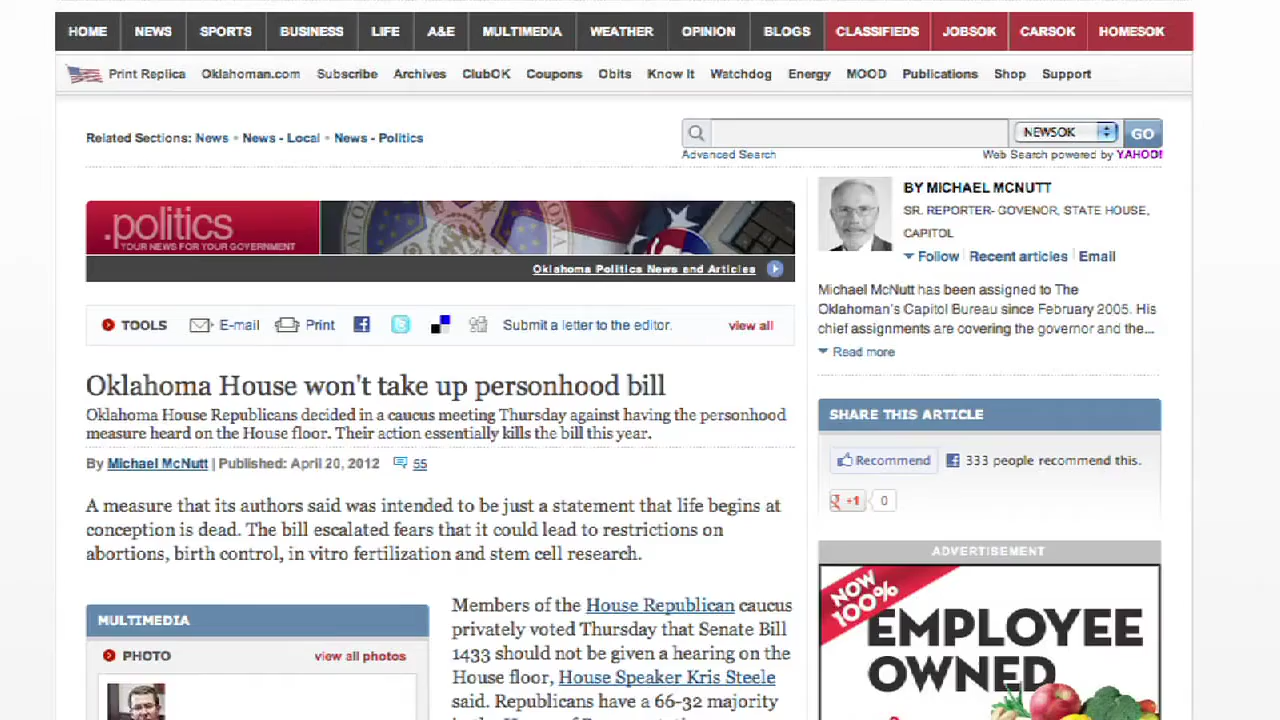 HOME NEWS SPORTS BUSINESS LIFE A&E MULTIMEDIA WEATHER OPINION BLOGS CLASSIFIEDS JOBSOK CARSOK HOMESOK
Print Replica Oklahoman.com Subscribe Archives ClubOK Coupons Obits Know It Watchdog Energy MOOD Publications Shop Support
Related Sections: News • News - Local • News - Politics
NEWSOK GO
Advanced Search Web Search powered by YAHOO!
.politics
YOUR NEWS FOR YOUR GOVERNMENT
Oklahoma Politics News and Articles
TOOLS E-mail Print Submit a letter to the editor. view all
Oklahoma House won't take up personhood bill
Oklahoma House Republicans decided in a caucus meeting Thursday against having the personhood
measure heard on the House floor. Their action essentially kills the bill this year.
By Michael McNutt | Published: April 20, 2012 55
A measure that its authors said was intended to be just a statement that life begins at
conception is dead. The bill escalated fears that it could lead to restrictions on
abortions, birth control, in vitro fertilization and stem cell research.
MULTIMEDIA
PHOTO view all photos
Members of the House Republican caucus
privately voted Thursday that Senate Bill
1433 should not be given a hearing on the
House floor, House Speaker Kris Steele
said. Republicans have a 66-32 majority
BY MICHAEL MCNUTT
SR. REPORTER- GOVENOR, STATE HOUSE,
CAPITOL
Follow Recent articles Email
Michael McNutt has been assigned to The
Oklahoman's Capitol Bureau since February 2005. His
chief assignments are covering the governor and the...
Read more
SHARE THIS ARTICLE
Recommend 333 people recommend this.
+1 0
ADVERTISEMENT
NOW
100%
EMPLOYEE
OWNED